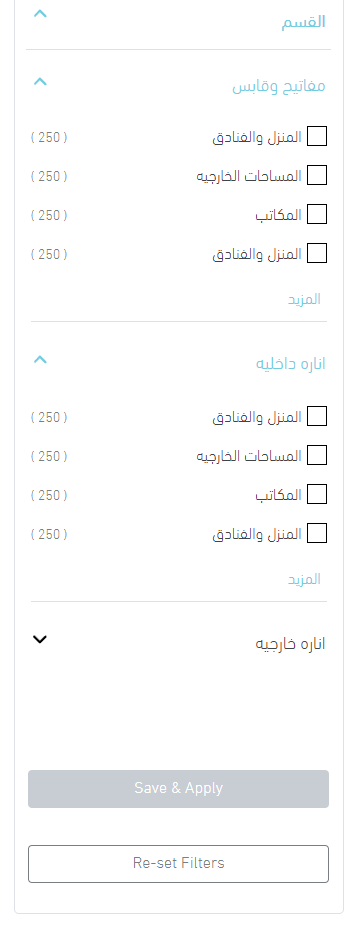 القسم
مفاتيح وقابس
المنزل والفنادق ( 250 )
المساحات الخارجيه ( 250 )
المكاتب ( 250 )
المنزل والفنادق ( 250 )
المزيد
اناره داخليه
المنزل والفنادق ( 250 )
المساحات الخارجيه ( 250 )
المكاتب ( 250 )
المنزل والفنادق ( 250 )
المزيد
اناره خارجيه
Save & Apply
Re-set Filters